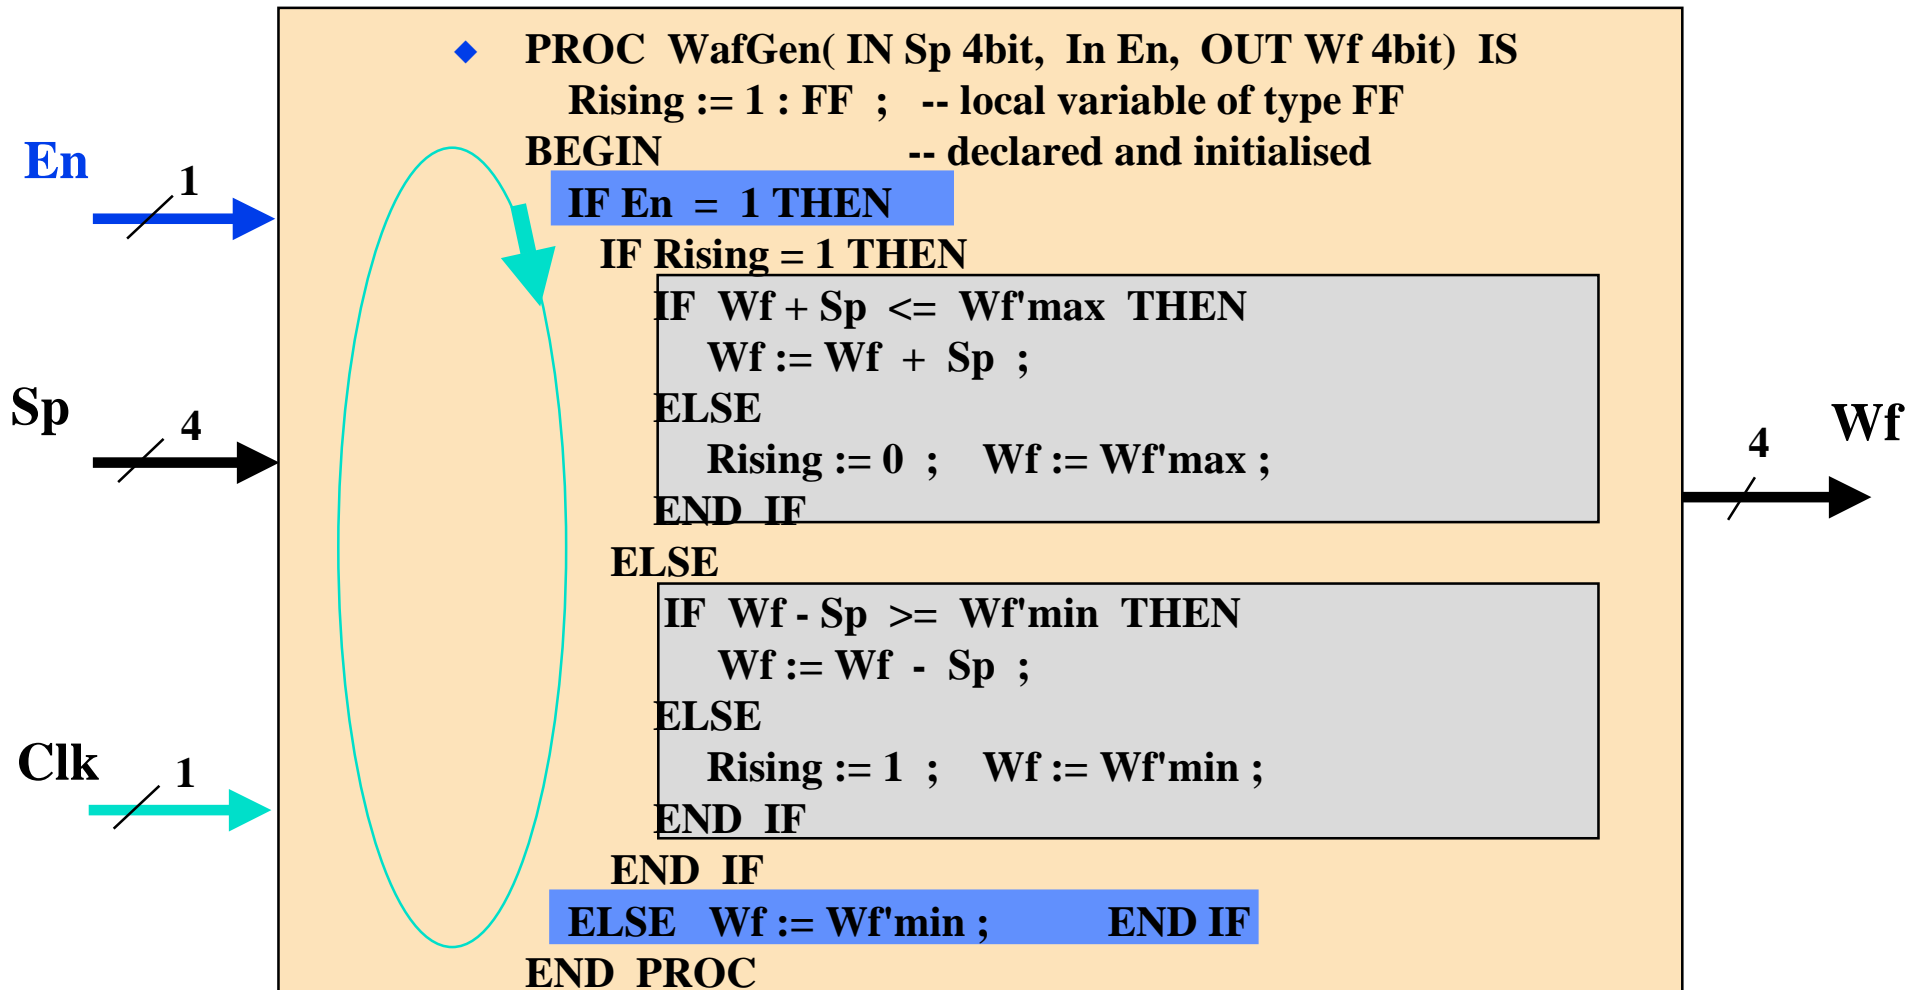 PROC WafGen( IN Sp 4bit, In En, OUT Wf 4bit) IS
Rising := 1 : FF ; -- local variable of type FF
BEGIN -- declared and initialised
IF En = 1 THEN
IF Rising = 1 THEN
IF Wf + Sp <= Wf'max THEN
Wf := Wf + Sp ;
ELSE
Rising := 0 ; Wf := Wf'max ;
END IF
ELSE
IF Wf - Sp >= Wf'min THEN
Wf := Wf - Sp ;
ELSE
Rising := 1 ; Wf := Wf'min ;
END IF
END IF
ELSE Wf := Wf'min ; END IF
END PROC
En
1
Sp
4
Clk
1
4
Wf